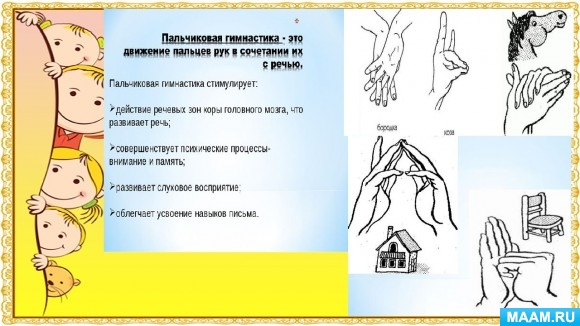 Пальчиковая гимнастика - это
движение пальцев рук в сочетании их
с речью.
Пальчиковая гимнастика стимулирует:
➢действие речевых зон коры головного мозга, что
развивает речь;
➢совершенствует психические процессы-
внимание и память;
➢развивает слуховое восприятие;
➢облегчает усвоение навыков письма.
бородка коза
MAAM.RU